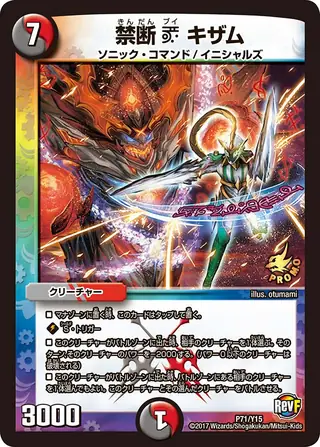 7
きんだん ブイ
禁断 V キザム
ソニック・コマンド / イニシャルズ
PROMO
illus. otumami
クリーチャー
■マナゾーンに置く時、このカードはタップして置く。
トリガー
■このクリーチャーがバトルゾーンに出た時、相手のクリーチャーを1体選ぶ。そのターン、そのクリーチャーのパワーを-2000する。(パワー0以下のクリーチャーは破壊される)
■このクリーチャーがバトルゾーンに出た時、バトルゾーンにある相手のクリーチャーを1体選んでもよい。このクリーチャーとその選んだクリーチャーをバトルさせる。
3000
1
RevF
P71/Y15
©2017 Wizards/Shogakukan/Mitsui-Kids